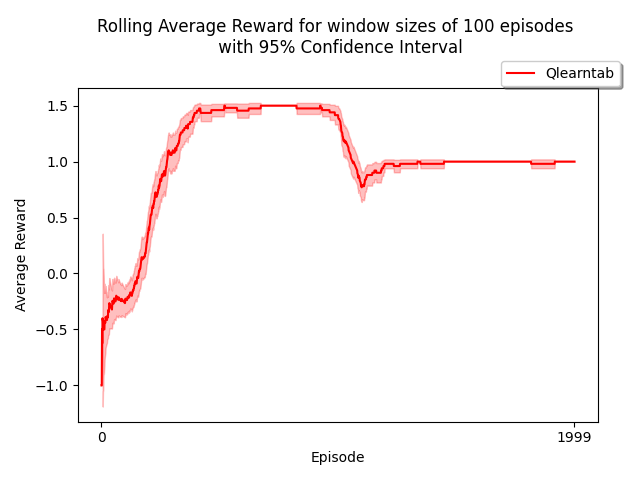 Rolling Average Reward for window sizes of 100 episodes
with 95% Confidence Interval
Qlearntab
1.5
1.0
0.5
0.0
−0.5
−1.0
Average Reward
0
1999
Episode